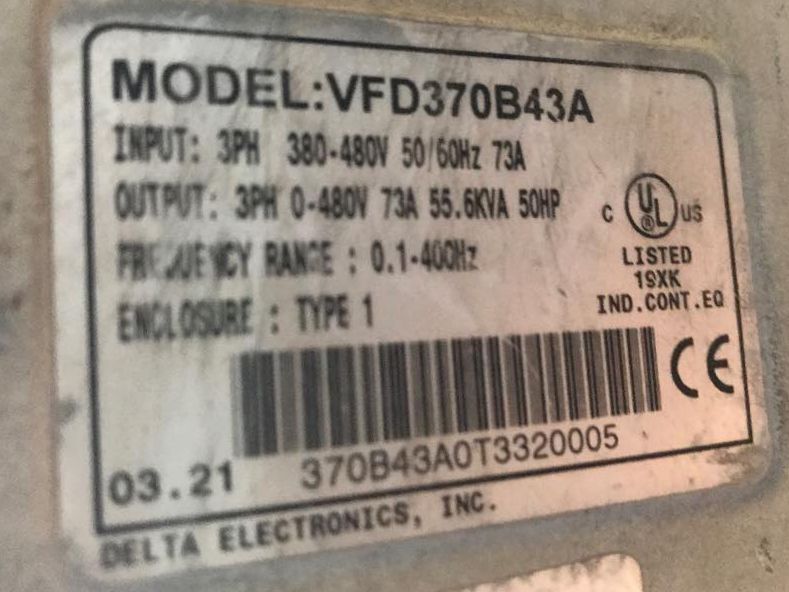 MODEL:VFD370B43A
INPUT: 3PH 380-480V 50/60Hz 73A
OUTPUT: 3PH 0-480V 73A 55.6KVA 50HP
FREQUENCY RANGE : 0.1-400Hz
ENCLOSURE : TYPE 1
C UL ® US
LISTED
19XK
IND.CONT.EQ
CE
370B43A0T3320005
03.21
DELTA ELECTRONICS, INC.